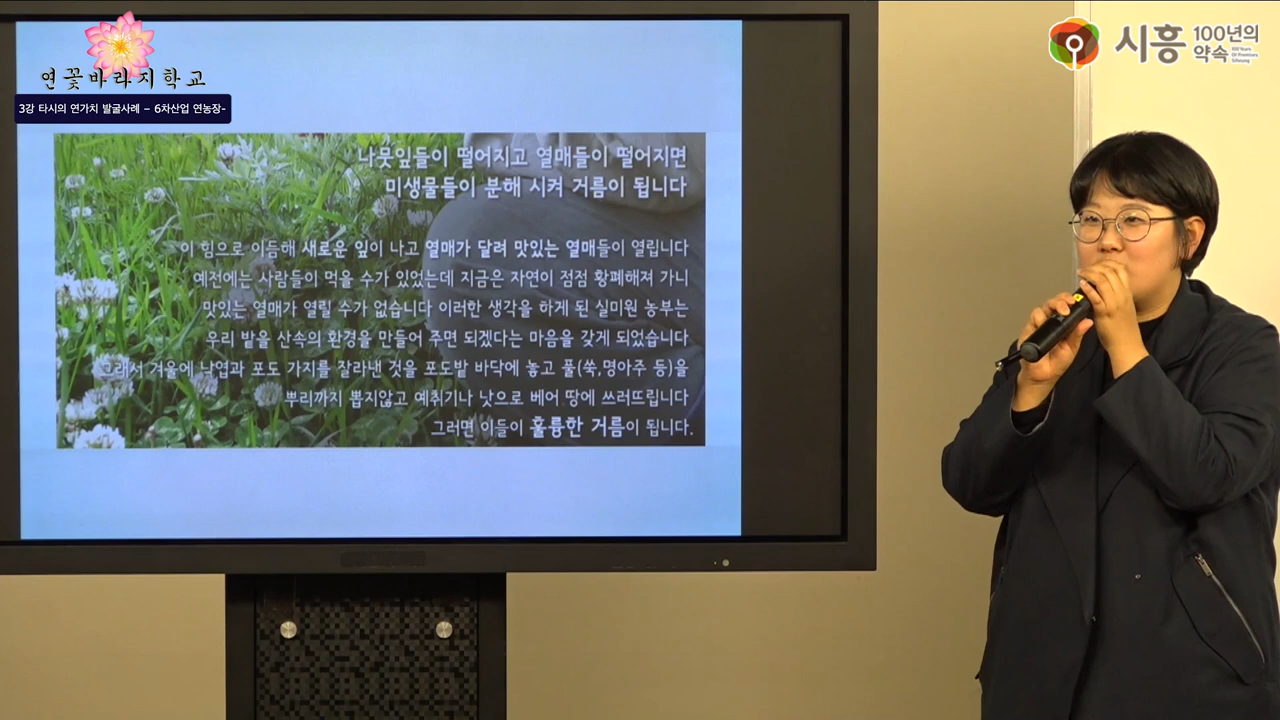 연꽃바라지학교
3강 타시의 연가치 발굴사례 – 6차산업 연농장-
시흥 100년의 약속
100 Years Of Promises, Siheung
나뭇잎들이 떨어지고 열매들이 떨어지면
미생물들이 분해 시켜 거름이 됩니다
이 힘으로 이듬해 새로운 잎이 나고 열매가 달려 맛있는 열매들이 열립니다
예전에는 사람들이 먹을 수가 있었는데 지금은 자연이 점점 황폐해져 가니
맛있는 열매가 열릴 수가 없습니다 이러한 생각을 하게 된 실미원 농부는
우리 밭을 산속의 환경을 만들어 주면 되겠다는 마음을 갖게 되었습니다
그래서 겨울에 낙엽과 포도 가지를 잘라낸 것을 포도밭 바닥에 놓고 풀(쑥,명아주 등)을
뿌리까지 뽑지않고 예취기나 낫으로 베어 땅에 쓰러뜨립니다
그러면 이들이 훌륭한 거름이 됩니다.